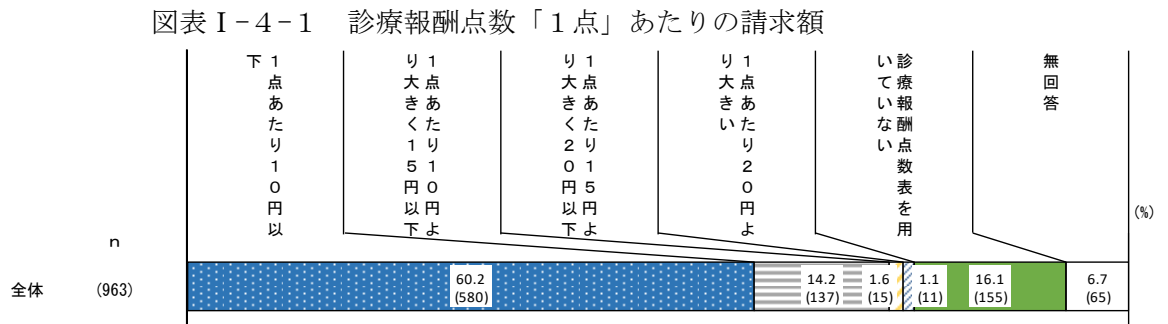 図表Ⅰ-4-1 診療報酬点数「1点」あたりの請求額
1点あたり10円以
下
1点あたり10円よ
り大きく15円以下
1点あたり15円よ
り大きく20円以下
1点あたり20円よ
り大きい
診療報酬点数表を用
いていない
無回答
(%)
n
全体 (963)
60.2 14.2 1.6 1.1 16.1 6.7
(580) (137) (15) (11) (155) (65)